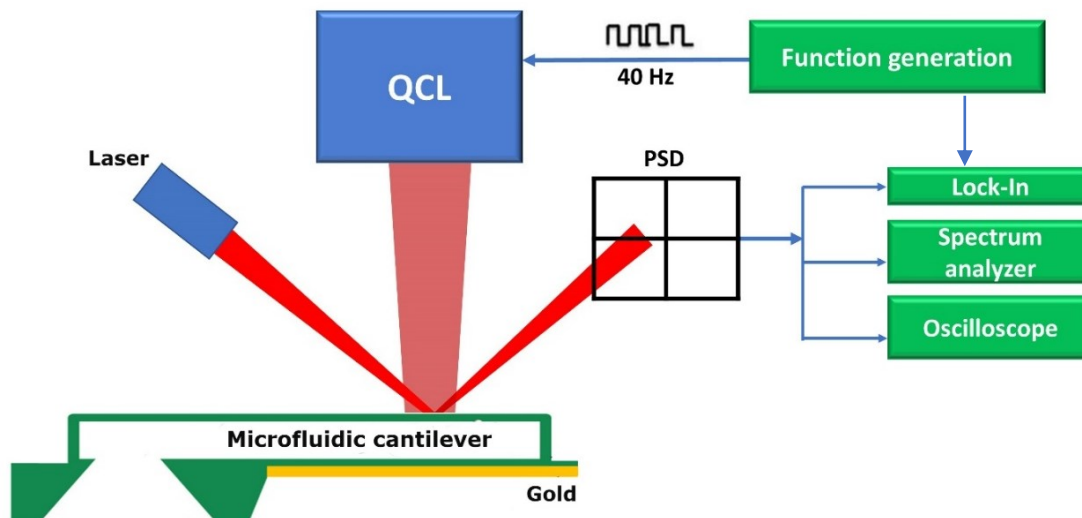 QCL
40 Hz
Function generation
Laser
PSD
Lock-In
Spectrum
analyzer
Oscilloscope
Microfluidic cantilever
Gold